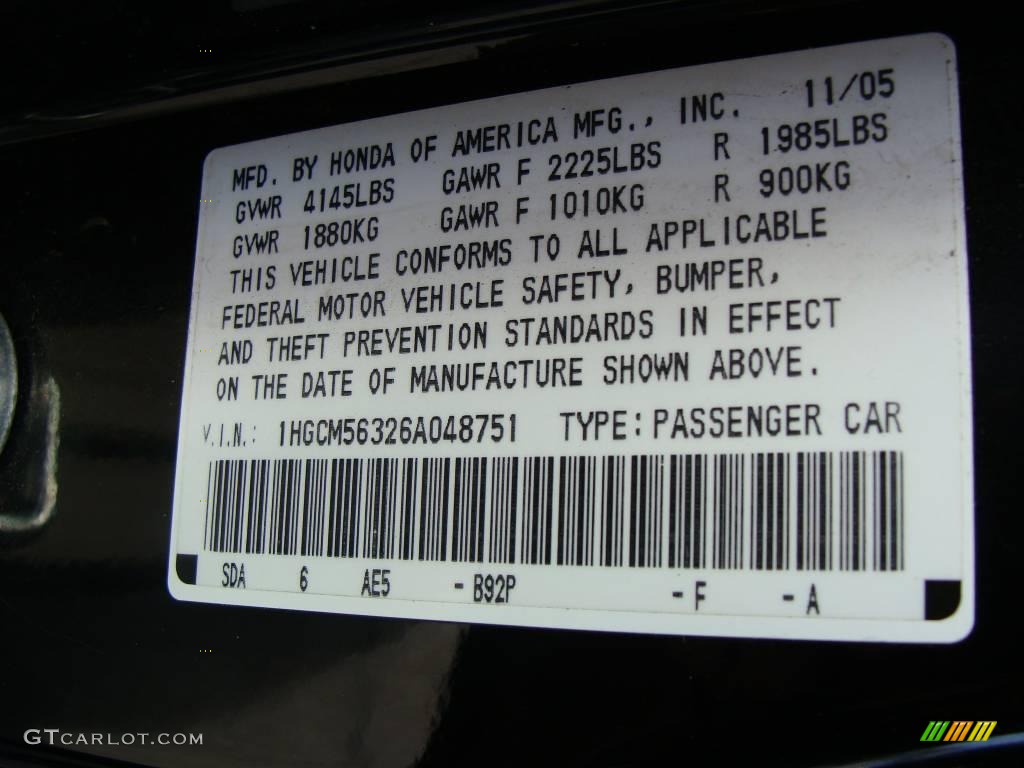 MFD. BY HONDA OF AMERICA MFG., INC. 11/05
GVWR 4145LBS GAWR F 2225LBS R 1985LBS
GVWR 1880KG GAWR F 1010KG R 900KG
THIS VEHICLE CONFORMS TO ALL APPLICABLE
FEDERAL MOTOR VEHICLE SAFETY, BUMPER,
AND THEFT PREVENTION STANDARDS IN EFFECT
ON THE DATE OF MANUFACTURE SHOWN ABOVE.
V.I.N.: 1HGCM56326A048751 TYPE: PASSENGER CAR
SDA 6 AE5 - B92P - F - A
GTCARLOT.COM